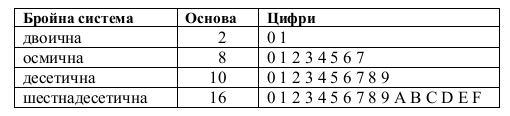 Бройна система Основа Цифри
двоична 2 0 1
осмична 8 0 1 2 3 4 5 6 7
десетична 10 0 1 2 3 4 5 6 7 8 9
шестнадесетична 16 0 1 2 3 4 5 6 7 8 9 A B C D E F